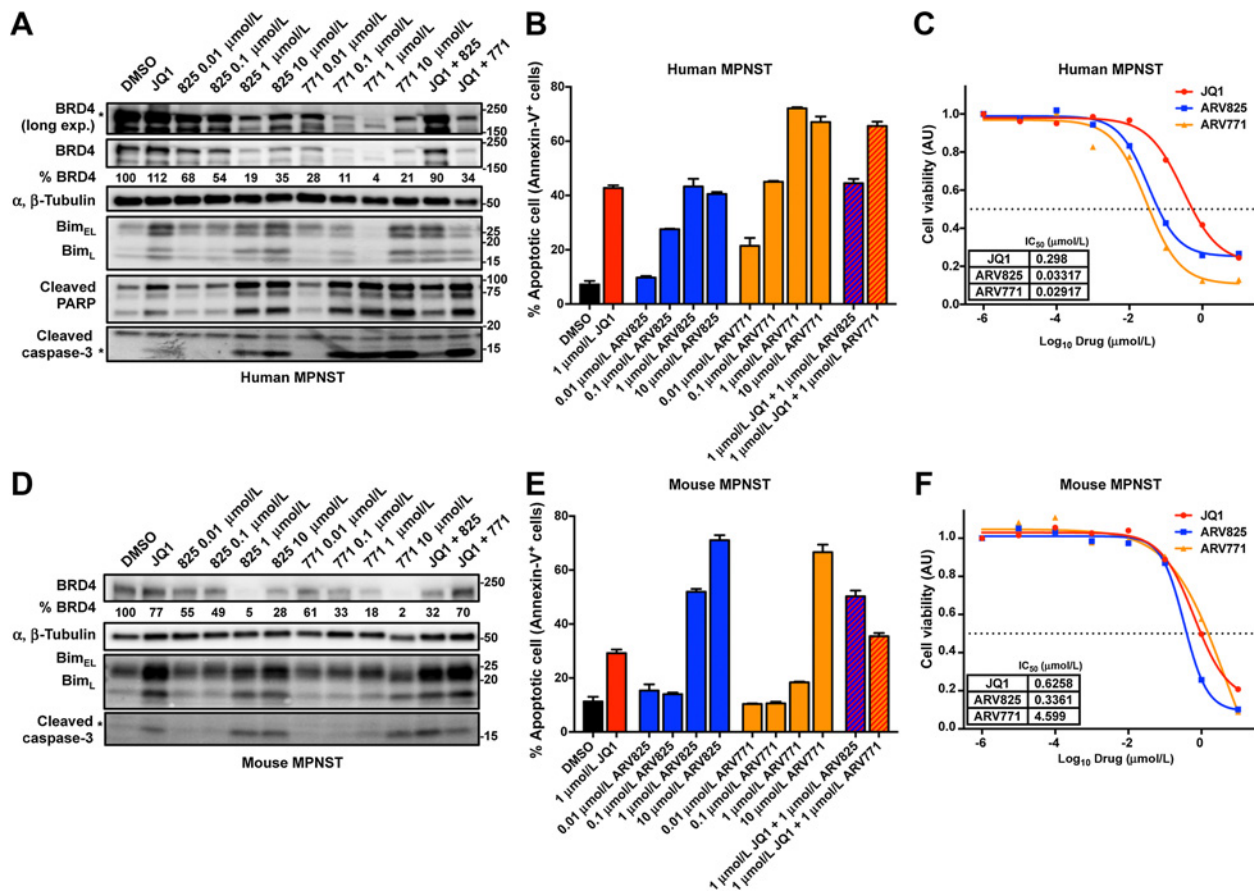 A
DMSO
JQ1
825 0.01 μmol/L
825 0.1 μmol/L
825 1 μmol/L
825 10 μmol/L
771 0.01 μmol/L
771 0.1 μmol/L
771 1 μmol/L
771 10 μmol/L
JQ1 + 825
JQ1 + 771
BRD4 *
(long exp.)
250
150
BRD4
250
150
% BRD4 100 112 68 54 19 35 28 11 4 21 90 34
α, β-Tubulin
50
BimEL
BimL
25
20
15
Cleaved
PARP
100
75
50
Cleaved
caspase-3 *
20
15
Human MPNST
B
Human MPNST
% Apoptotic cell (Annexin-V+ cells)
80
60
40
20
0
DMSO
1 μmol/L JQ1
0.01 μmol/L ARV825
0.1 μmol/L ARV825
1 μmol/L ARV825
10 μmol/L ARV825
0.01 μmol/L ARV771
0.1 μmol/L ARV771
1 μmol/L ARV771
10 μmol/L ARV771
1 μmol/L JQ1 + 1 μmol/L ARV825
1 μmol/L JQ1 + 1 μmol/L ARV771
C
Human MPNST
JQ1
ARV825
ARV771
Cell viability (AU)
1.0
0.8
0.6
0.4
0.2
0.0
IC50 (μmol/L)
JQ1 0.298
ARV825 0.03317
ARV771 0.02917
-6 -4 -2 0
Log10 Drug (μmol/L)
D
DMSO
JQ1
825 0.01 μmol/L
825 0.1 μmol/L
825 1 μmol/L
825 10 μmol/L
771 0.01 μmol/L
771 0.1 μmol/L
771 1 μmol/L
771 10 μmol/L
JQ1 + 825
JQ1 + 771
BRD4
250
% BRD4 100 77 55 49 5 28 61 33 18 2 32 70
α, β-Tubulin
50
BimEL
BimL
25
20
15
Cleaved *
caspase-3
15
Mouse MPNST
E
Mouse MPNST
% Apoptotic cell (Annexin-V+ cells)
80
60
40
20
0
DMSO
1 μmol/L JQ1
0.01 μmol/L ARV825
0.1 μmol/L ARV825
1 μmol/L ARV825
10 μmol/L ARV825
0.01 μmol/L ARV771
0.1 μmol/L ARV771
1 μmol/L ARV771
10 μmol/L ARV771
1 μmol/L JQ1 + 1 μmol/L ARV825
1 μmol/L JQ1 + 1 μmol/L ARV771
F
Mouse MPNST
JQ1
ARV825
ARV771
Cell viability (AU)
1.0
0.8
0.6
0.4
0.2
0.0
IC50 (μmol/L)
JQ1 0.6258
ARV825 0.3361
ARV771 4.599
-6 -4 -2 0
Log10 Drug (μmol/L)